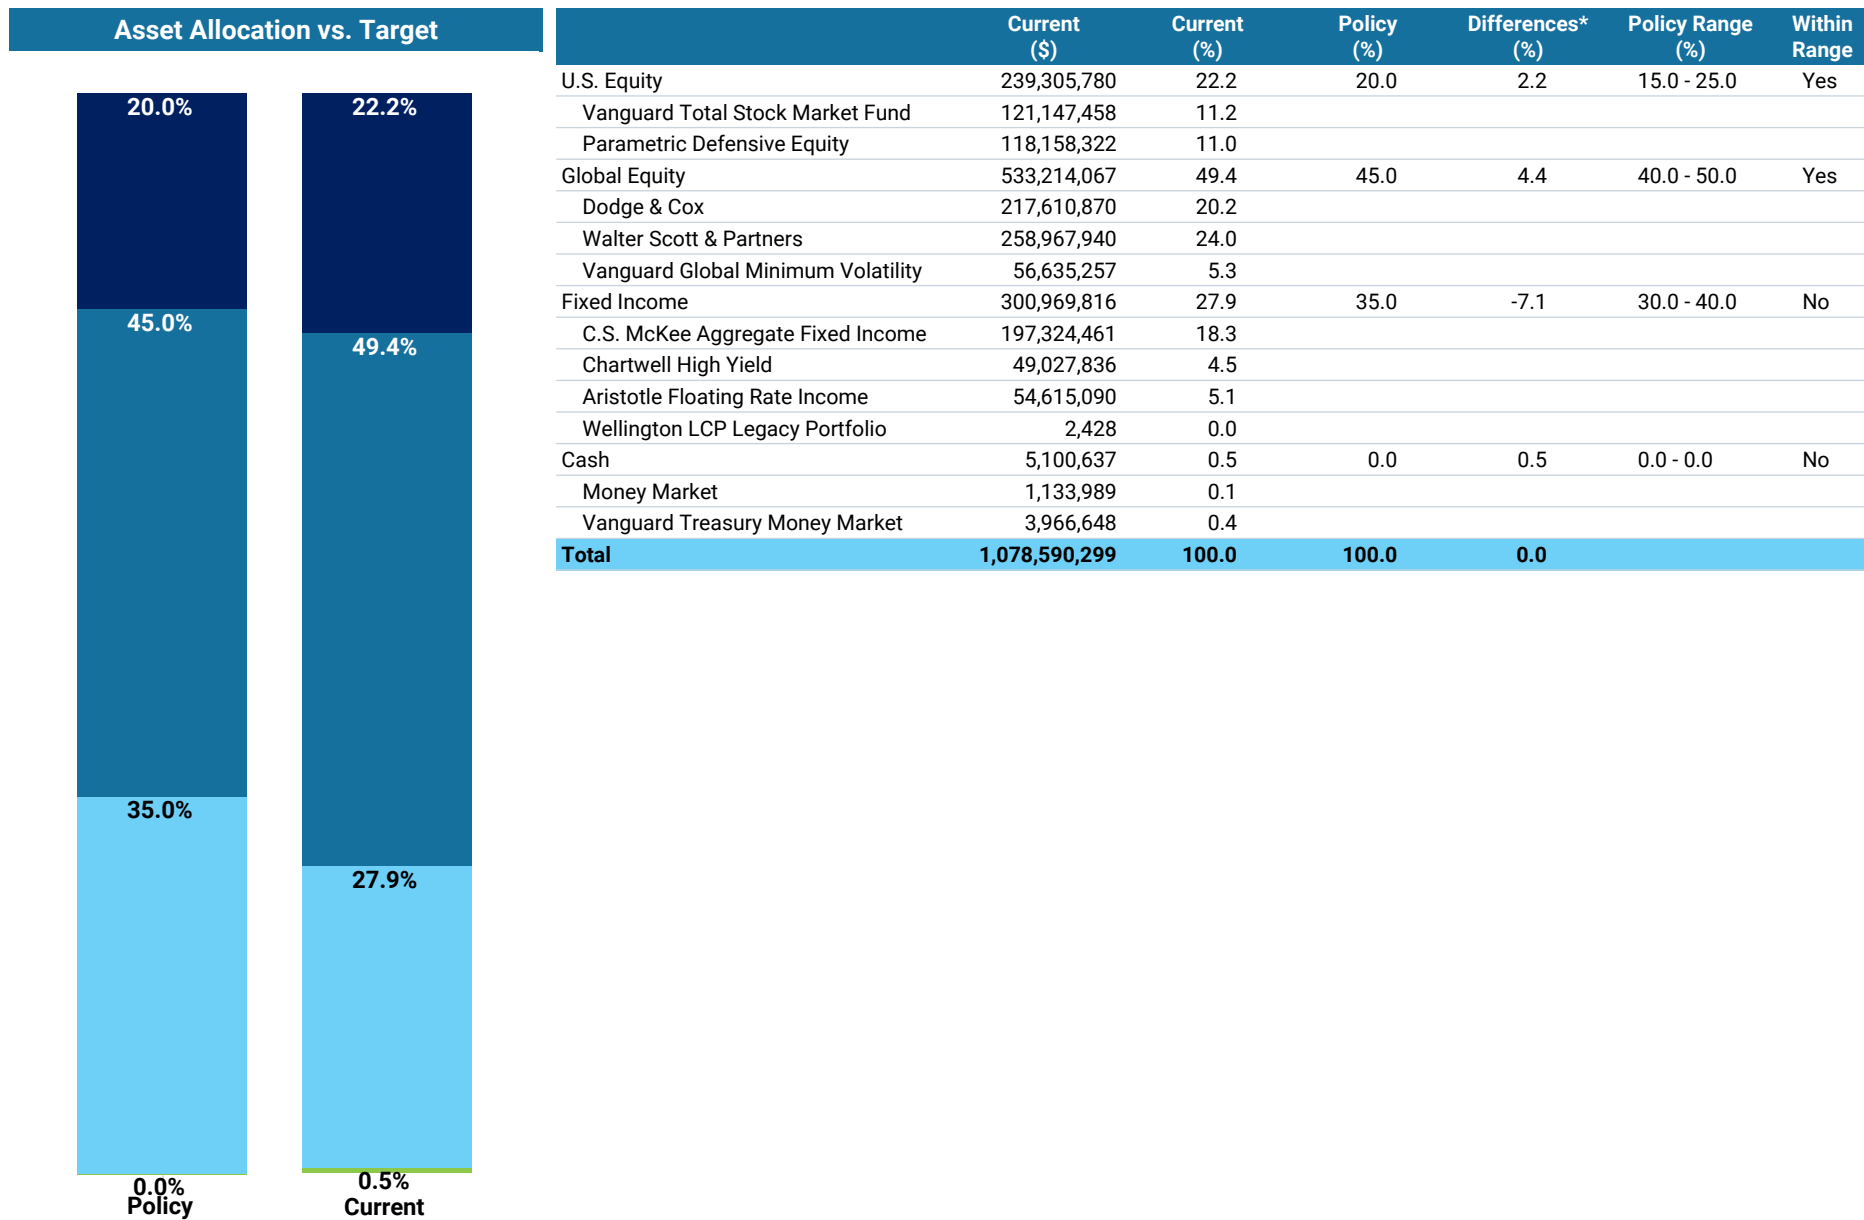 Asset Allocation vs. Target
20.0%
22.2%
45.0%
49.4%
35.0%
27.9%
0.0%
0.5%
Policy
Current
Current ($) Current (%) Policy (%) Differences* (%) Policy Range (%) Within Range
U.S. Equity 239,305,780 22.2 20.0 2.2 15.0 - 25.0 Yes
Vanguard Total Stock Market Fund 121,147,458 11.2
Parametric Defensive Equity 118,158,322 11.0
Global Equity 533,214,067 49.4 45.0 4.4 40.0 - 50.0 Yes
Dodge & Cox 217,610,870 20.2
Walter Scott & Partners 258,967,940 24.0
Vanguard Global Minimum Volatility 56,635,257 5.3
Fixed Income 300,969,816 27.9 35.0 -7.1 30.0 - 40.0 No
C.S. McKee Aggregate Fixed Income 197,324,461 18.3
Chartwell High Yield 49,027,836 4.5
Aristotle Floating Rate Income 54,615,090 5.1
Wellington LCP Legacy Portfolio 2,428 0.0
Cash 5,100,637 0.5 0.0 0.5 0.0 - 0.0 No
Money Market 1,133,989 0.1
Vanguard Treasury Money Market 3,966,648 0.4
Total 1,078,590,299 100.0 100.0 0.0